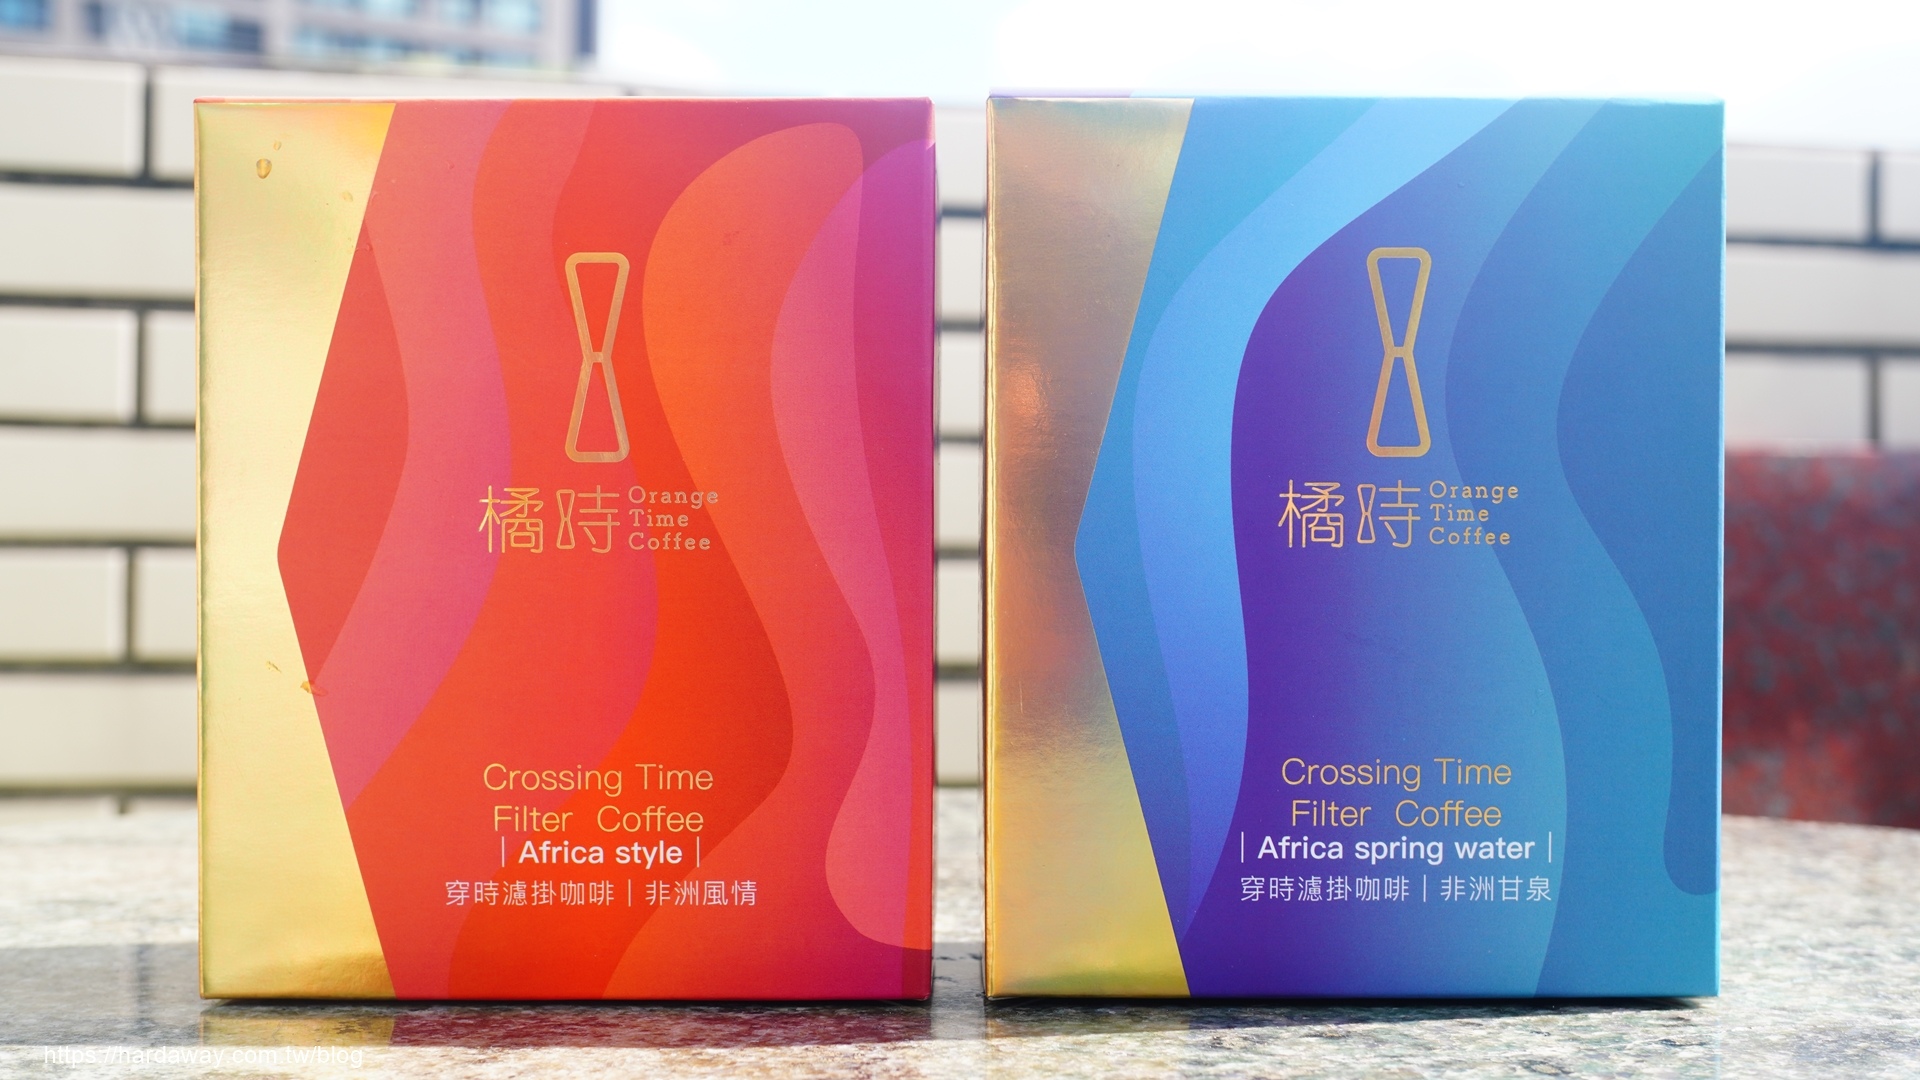 橘時
Orange
Time
Coffee
Crossing Time
Filter Coffee
| Africa style |
穿時濾掛咖啡 | 非洲風情
橘時
Orange
Time
Coffee
Crossing Time
Filter Coffee
| Africa spring water |
穿時濾掛咖啡 | 非洲甘泉
https://hardaway.com.tw/blog